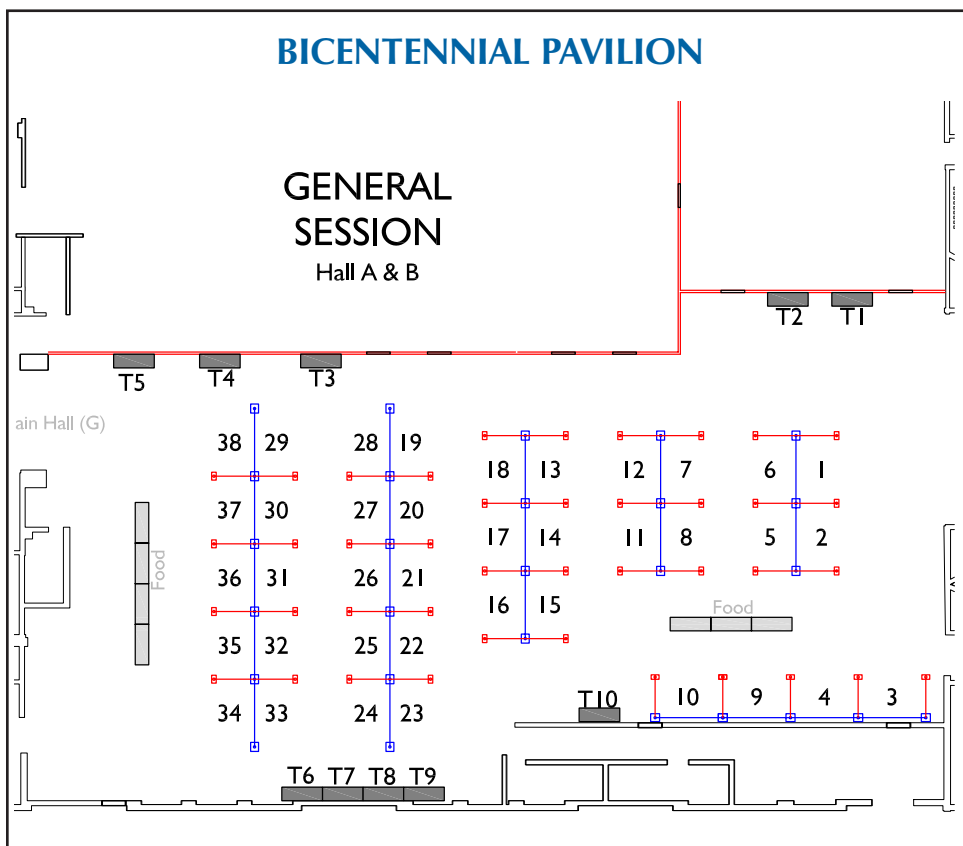 BICENTENNIAL PAVILION
GENERAL
SESSION
Hall A & B
T2 T1
T5 T4 T3
ain Hall (G)
38 29 28 19
18 13 12 7 6 1
37 30 27 20
17 14 11 8 5 2
36 31 26 21
Food
16 15
Food
35 32 25 22
10 9 4 3
T10
34 33 24 23
T6 T7 T8 T9